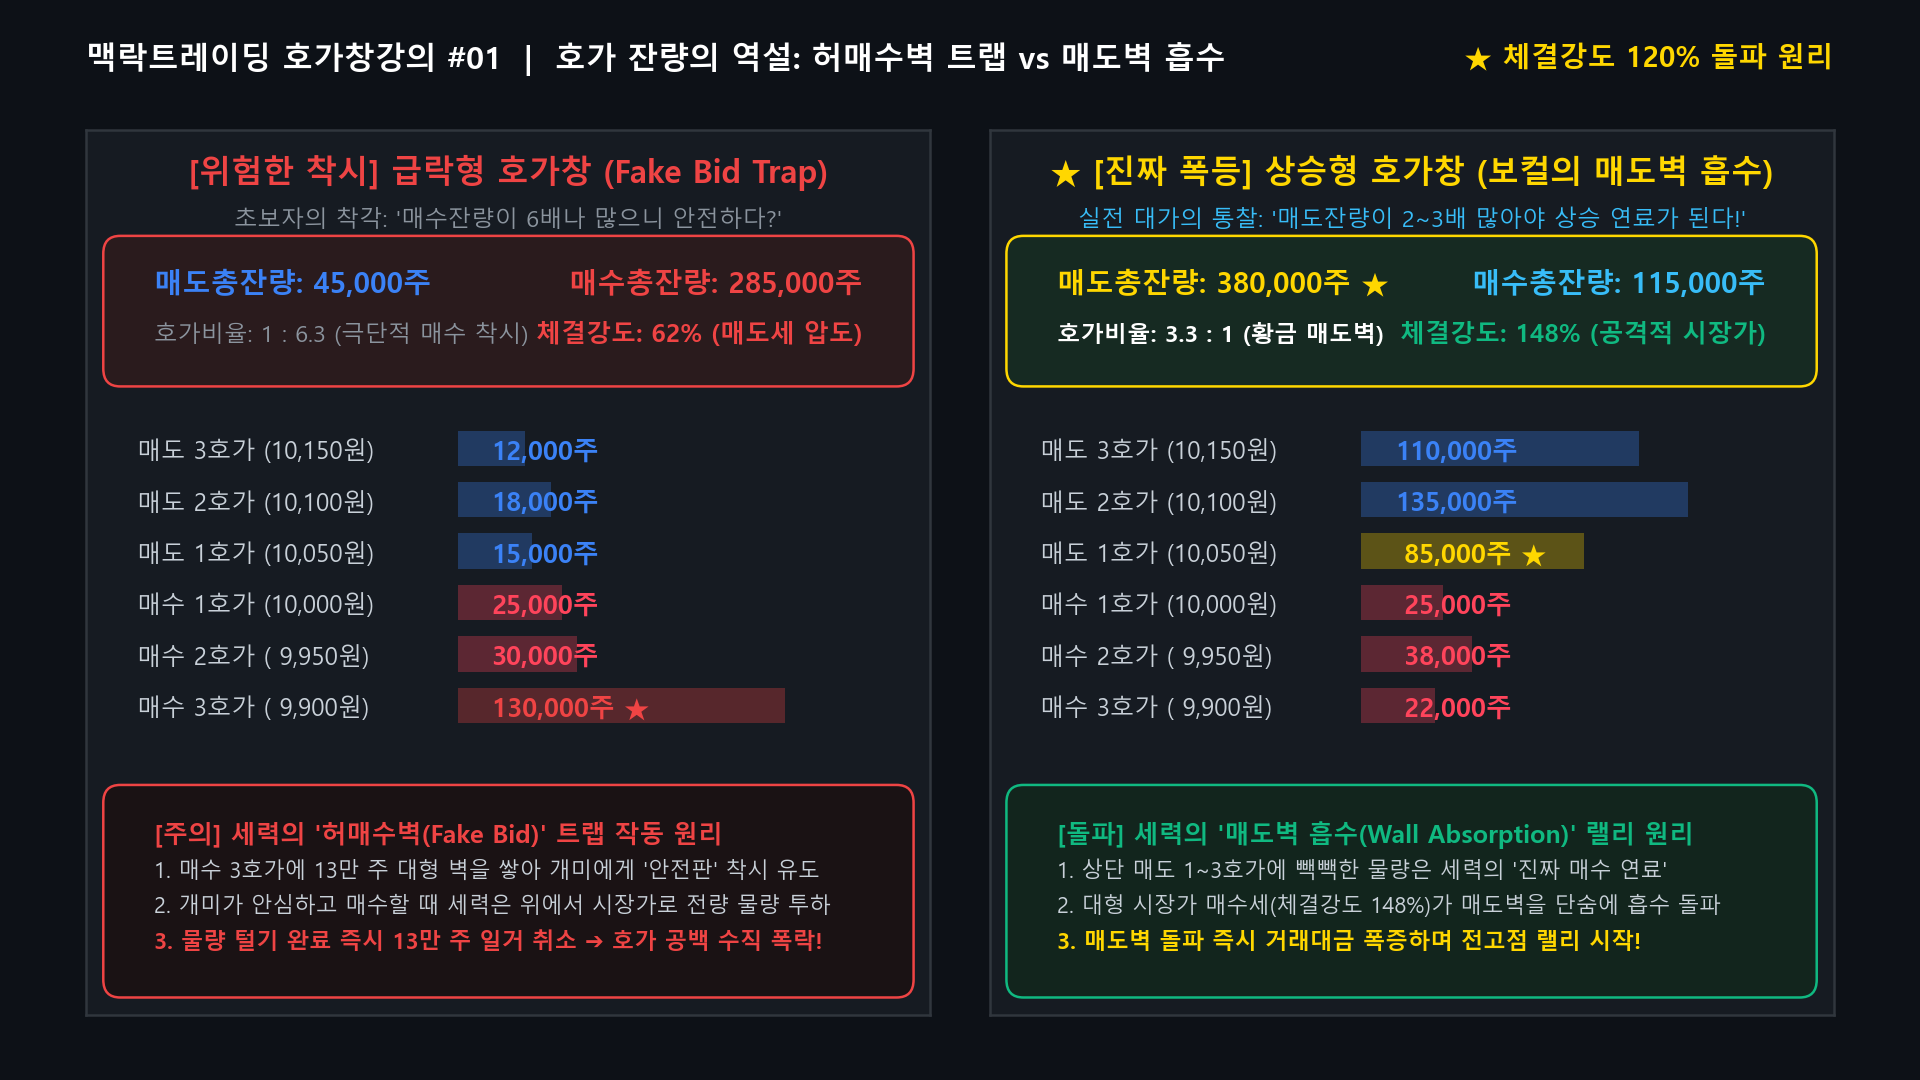 맥락트레이딩 호가창강의 #01 | 호가 잔량의 역설: 허매수벽 트랩 vs 매도벽 흡수
★ 체결강도 120% 돌파 원리
[위험한 착시] 급락형 호가창 (Fake Bid Trap)
초보자의 착각: '매수잔량이 6배나 많으니 안전하다?'
매도총잔량: 45,000주 매수총잔량: 285,000주
호가비율: 1 : 6.3 (극단적 매수 착시) 체결강도: 62% (매도세 압도)
매도 3호가 (10,150원) 12,000주
매도 2호가 (10,100원) 18,000주
매도 1호가 (10,050원) 15,000주
매수 1호가 (10,000원) 25,000주
매수 2호가 ( 9,950원) 30,000주
매수 3호가 ( 9,900원) 130,000주 ★
[주의] 세력의 '허매수벽(Fake Bid)' 트랩 작동 원리
1. 매수 3호가에 13만 주 대형 벽을 쌓아 개미에게 '안전판' 착시 유도
2. 개미가 안심하고 매수할 때 세력은 위에서 시장가로 전량 물량 투하
3. 물량 털기 완료 즉시 13만 주 일거 취소 ➔ 호가 공백 수직 폭락!
★ [진짜 폭등] 상승형 호가창 (보컬의 매도벽 흡수)
실전 대가의 통찰: '매도잔량이 2~3배 많아야 상승 연료가 된다!'
매도총잔량: 380,000주 ★ 매수총잔량: 115,000주
호가비율: 3.3 : 1 (황금 매도벽) 체결강도: 148% (공격적 시장가)
매도 3호가 (10,150원) 110,000주
매도 2호가 (10,100원) 135,000주
매도 1호가 (10,050원) 85,000주 ★
매수 1호가 (10,000원) 25,000주
매수 2호가 ( 9,950원) 38,000주
매수 3호가 ( 9,900원) 22,000주
[돌파] 세력의 '매도벽 흡수(Wall Absorption)' 랠리 원리
1. 상단 매도 1~3호가에 빽빽한 물량은 세력의 '진짜 매수 연료'
2. 대형 시장가 매수세(체결강도 148%)가 매도벽을 단숨에 흡수 돌파
3. 매도벽 돌파 즉시 거래대금 폭증하며 전고점 랠리 시작!